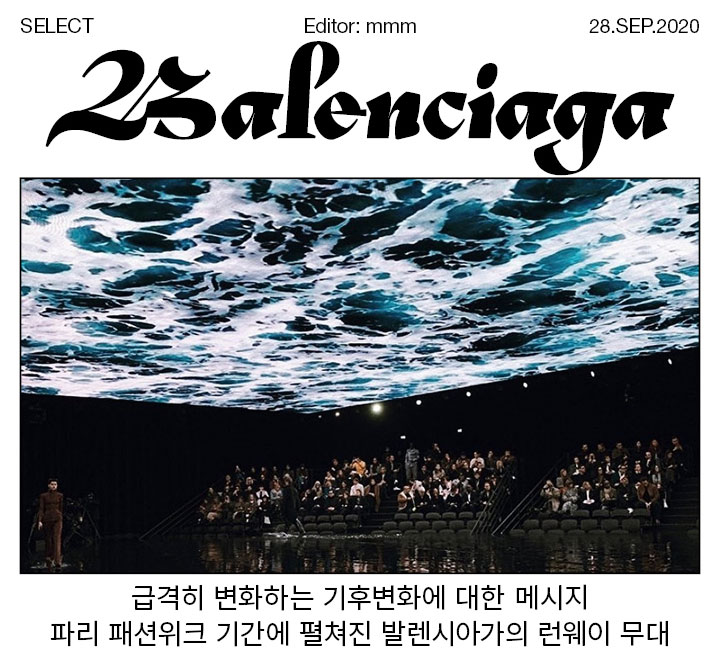 SELECT Editor: mmm 28.SEP.2020
Balenciaga
급격히 변화하는 기후변화에 대한 메시지
파리 패션위크 기간에 펼쳐진 발렌시아가의 런웨이 무대